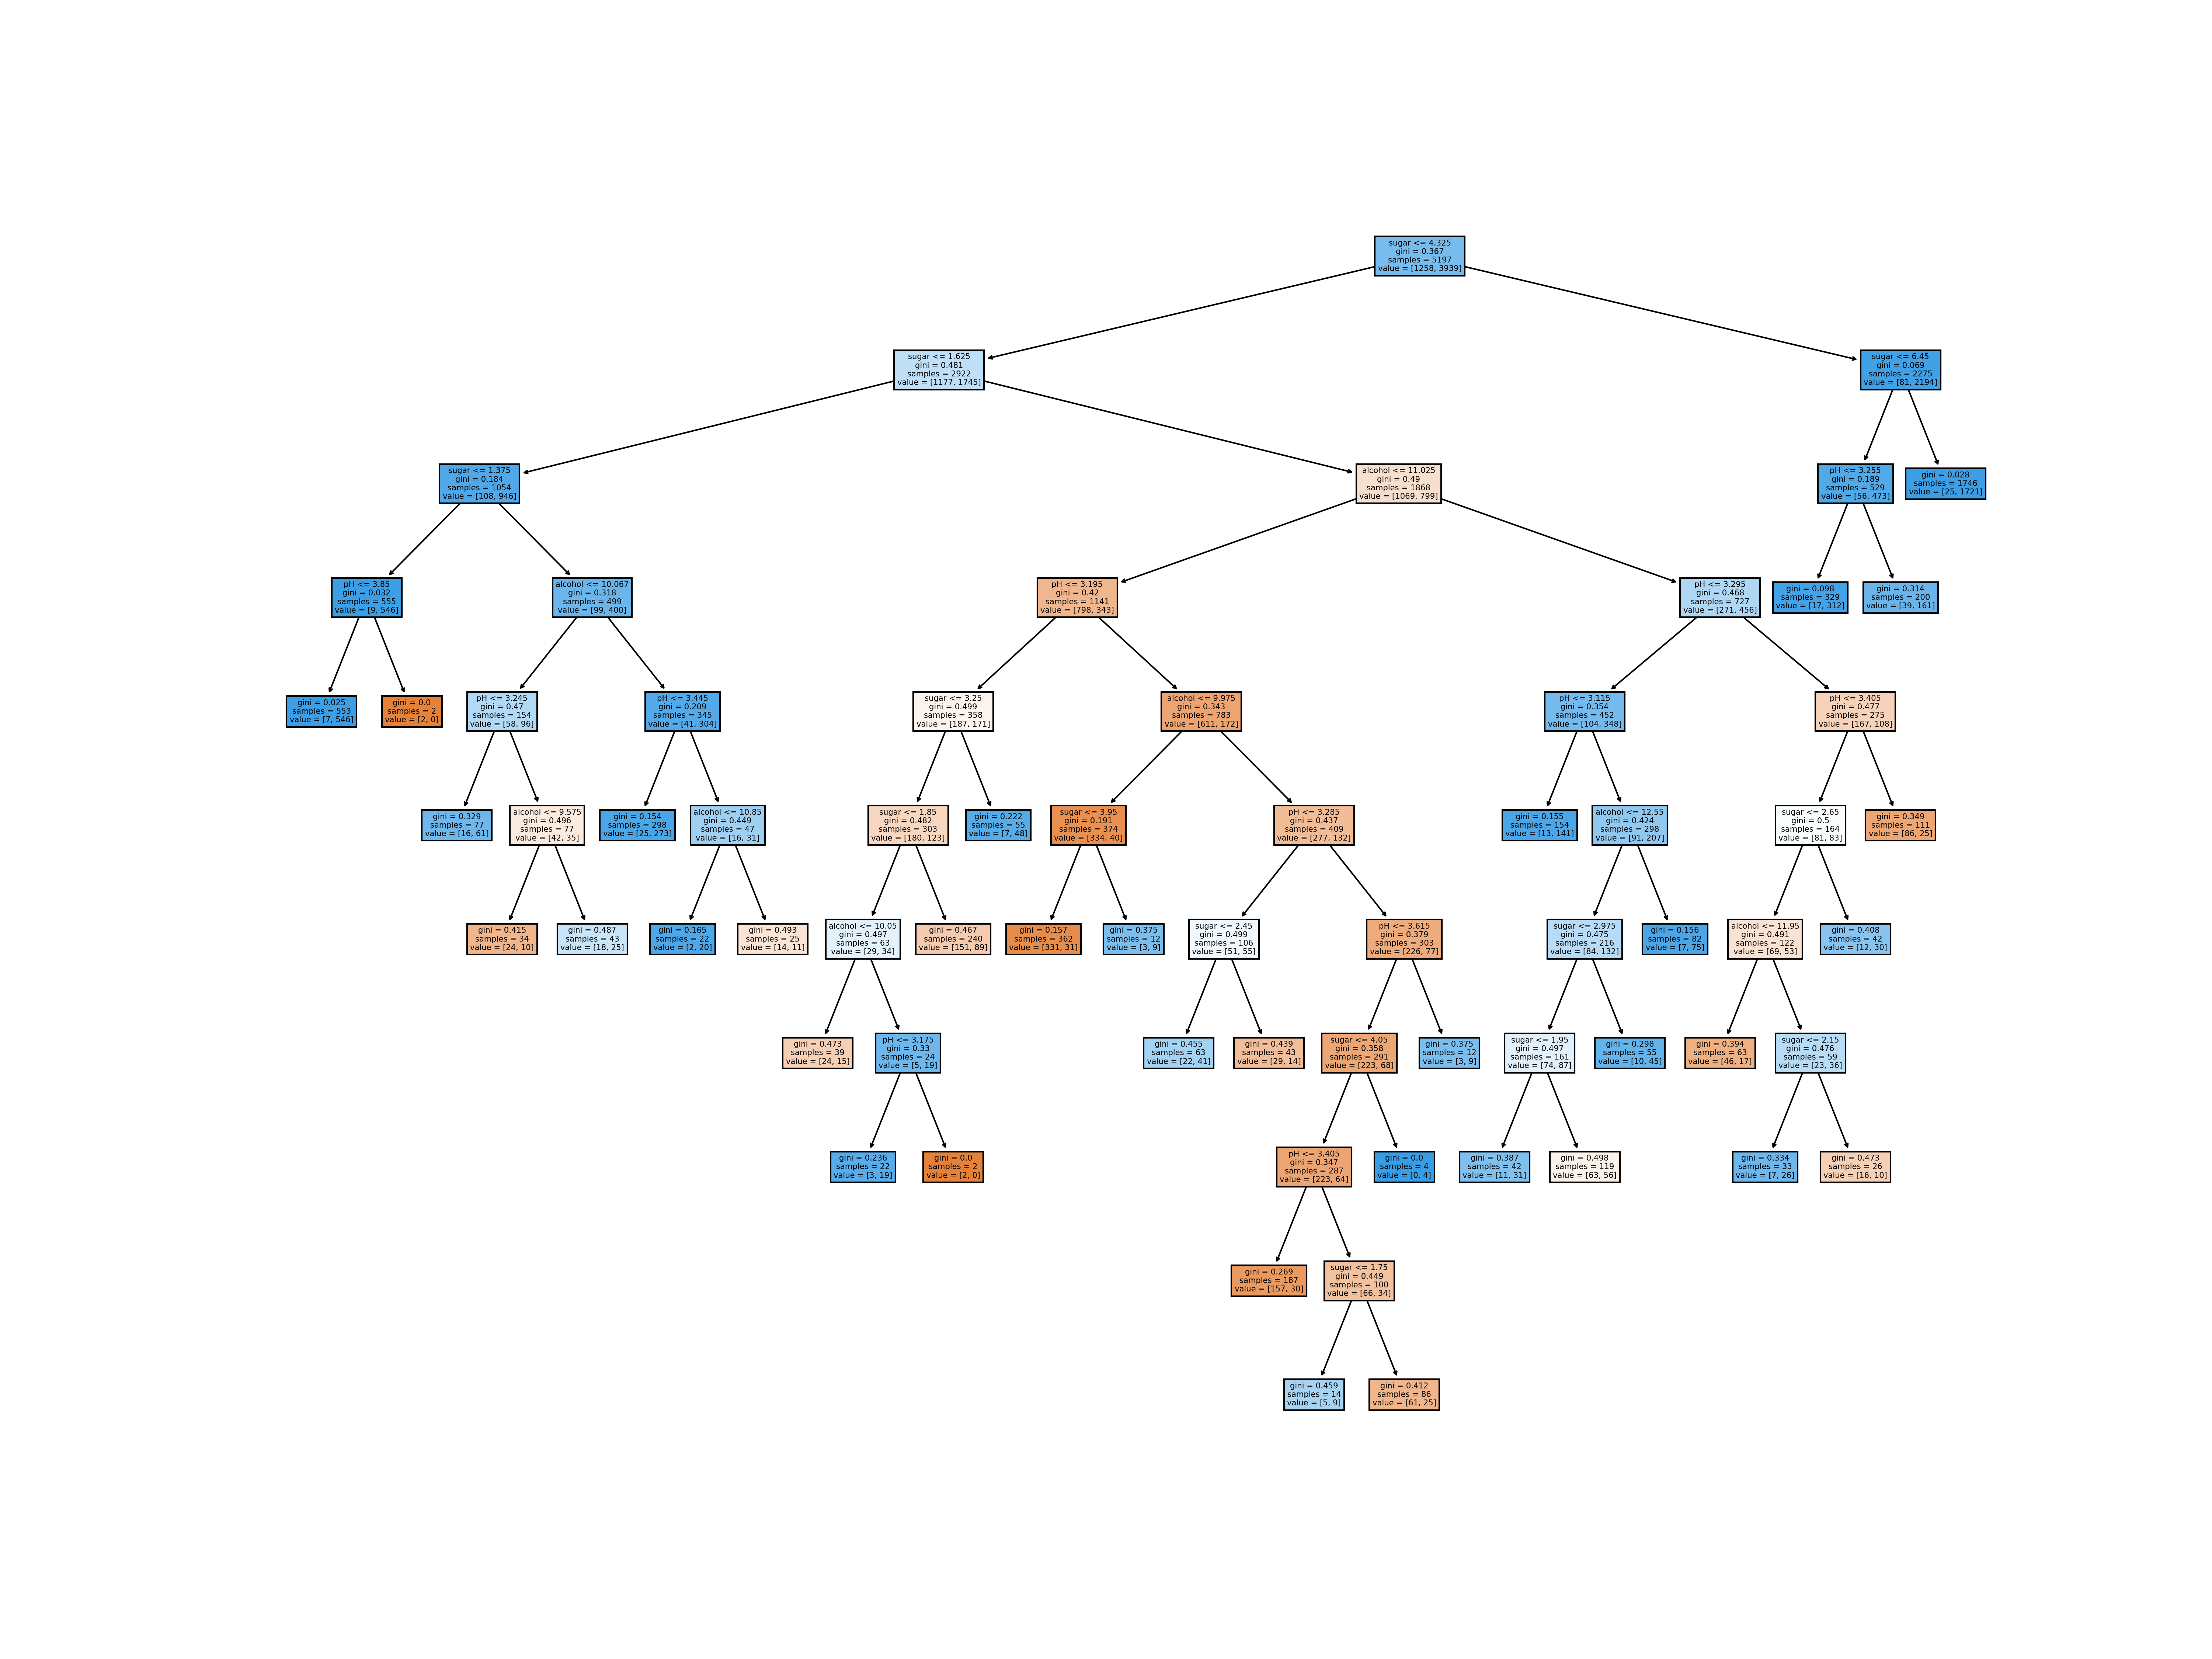 sugar <= 4.325
gini = 0.367
samples = 5197
value = [1258, 3939]
sugar <= 1.625
gini = 0.481
samples = 2922
value = [1177, 1745]
sugar <= 6.45
gini = 0.069
samples = 2275
value = [81, 2194]
sugar <= 1.375
gini = 0.184
samples = 1054
value = [108, 946]
alcohol <= 11.025
gini = 0.49
samples = 1868
value = [1069, 799]
pH <= 3.255
gini = 0.189
samples = 529
value = [56, 473]
gini = 0.028
samples = 1746
value = [25, 1721]
pH <= 3.85
gini = 0.032
samples = 555
value = [9, 546]
alcohol <= 10.067
gini = 0.318
samples = 499
value = [99, 400]
pH <= 3.195
gini = 0.42
samples = 1141
value = [798, 343]
pH <= 3.295
gini = 0.468
samples = 727
value = [271, 456]
gini = 0.098
samples = 329
value = [17, 312]
gini = 0.314
samples = 200
value = [39, 161]
gini = 0.025
samples = 553
value = [7, 546]
gini = 0.0
samples = 2
value = [2, 0]
pH <= 3.245
gini = 0.47
samples = 154
value = [58, 96]
pH <= 3.445
gini = 0.209
samples = 345
value = [41, 304]
sugar <= 3.25
gini = 0.499
samples = 358
value = [187, 171]
alcohol <= 9.975
gini = 0.343
samples = 783
value = [611, 172]
pH <= 3.115
gini = 0.354
samples = 452
value = [104, 348]
pH <= 3.405
gini = 0.477
samples = 275
value = [167, 108]
gini = 0.329
samples = 77
value = [16, 61]
alcohol <= 9.575
gini = 0.496
samples = 77
value = [42, 35]
gini = 0.154
samples = 298
value = [25, 273]
alcohol <= 10.85
gini = 0.449
samples = 47
value = [16, 31]
sugar <= 1.85
gini = 0.482
samples = 303
value = [180, 123]
gini = 0.222
samples = 55
value = [7, 48]
sugar <= 3.95
gini = 0.191
samples = 374
value = [334, 40]
pH <= 3.285
gini = 0.437
samples = 409
value = [277, 132]
gini = 0.155
samples = 154
value = [13, 141]
alcohol <= 12.55
gini = 0.424
samples = 298
value = [91, 207]
sugar <= 2.65
gini = 0.5
samples = 164
value = [81, 83]
gini = 0.349
samples = 111
value = [86, 25]
gini = 0.415
samples = 34
value = [24, 10]
gini = 0.487
samples = 43
value = [18, 25]
gini = 0.165
samples = 22
value = [2, 20]
gini = 0.493
samples = 25
value = [14, 11]
alcohol <= 10.05
gini = 0.497
samples = 63
value = [29, 34]
gini = 0.467
samples = 240
value = [151, 89]
gini = 0.157
samples = 362
value = [331, 31]
gini = 0.375
samples = 12
value = [3, 9]
sugar <= 2.45
gini = 0.499
samples = 106
value = [51, 55]
pH <= 3.615
gini = 0.379
samples = 303
value = [226, 77]
sugar <= 2.975
gini = 0.475
samples = 216
value = [84, 132]
gini = 0.156
samples = 82
value = [7, 75]
alcohol <= 11.95
gini = 0.491
samples = 122
value = [69, 53]
gini = 0.408
samples = 42
value = [12, 30]
gini = 0.473
samples = 39
value = [24, 15]
pH <= 3.175
gini = 0.33
samples = 24
value = [5, 19]
gini = 0.455
samples = 63
value = [22, 41]
gini = 0.439
samples = 43
value = [29, 14]
sugar <= 4.05
gini = 0.358
samples = 291
value = [223, 68]
gini = 0.375
samples = 12
value = [3, 9]
sugar <= 1.95
gini = 0.497
samples = 161
value = [74, 87]
gini = 0.298
samples = 55
value = [10, 45]
gini = 0.394
samples = 63
value = [46, 17]
sugar <= 2.15
gini = 0.476
samples = 59
value = [23, 36]
gini = 0.236
samples = 22
value = [3, 19]
gini = 0.0
samples = 2
value = [2, 0]
pH <= 3.405
gini = 0.347
samples = 287
value = [223, 64]
gini = 0.0
samples = 4
value = [0, 4]
gini = 0.387
samples = 42
value = [11, 31]
gini = 0.498
samples = 119
value = [63, 56]
gini = 0.334
samples = 33
value = [7, 26]
gini = 0.473
samples = 26
value = [16, 10]
gini = 0.269
samples = 187
value = [157, 30]
sugar <= 1.75
gini = 0.449
samples = 100
value = [66, 34]
gini = 0.459
samples = 14
value = [5, 9]
gini = 0.412
samples = 86
value = [61, 25]